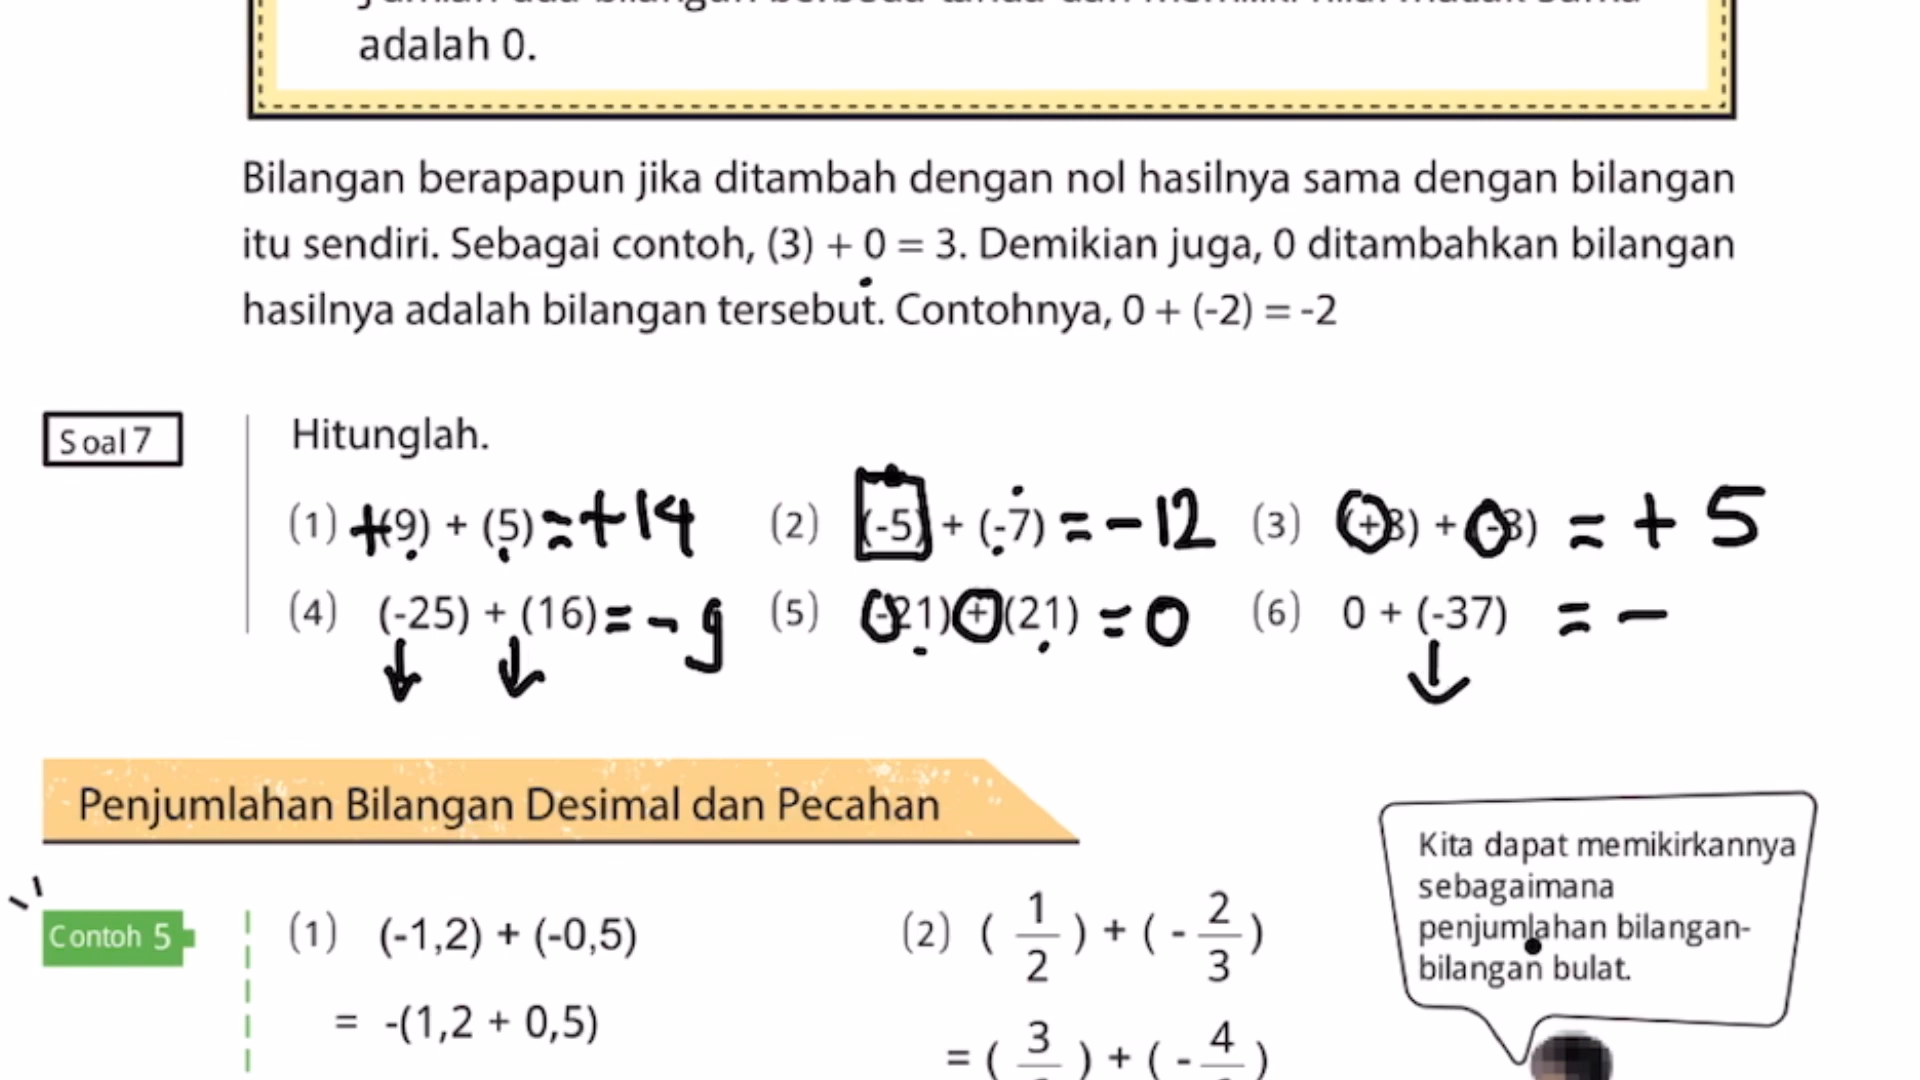 adalah 0.
Bilangan berapapun jika ditambah dengan nol hasilnya sama dengan bilangan
itu sendiri. Sebagai contoh, (3) + 0 = 3. Demikian juga, 0 ditambahkan bilangan
hasilnya adalah bilangan tersebut. Contohnya, 0 + (-2) = -2
Soal 7
Hitunglah.
(1) +(9) + (5) = +14 (2) (-5) + (-7) = -12 (3) (+8) + (-3) = + 5
(4) (-25) + (16) = -9 (5) (-21) + (21) = 0 (6) 0 + (-37) = -
Penjumlahan Bilangan Desimal dan Pecahan
Kita dapat memikirkannya
sebagaimana
penjumlahan bilangan-
bilangan bulat.
Contoh 5
(1) (-1,2) + (-0,5) (2) (1/2) + (-2/3)
= -(1,2 + 0,5)